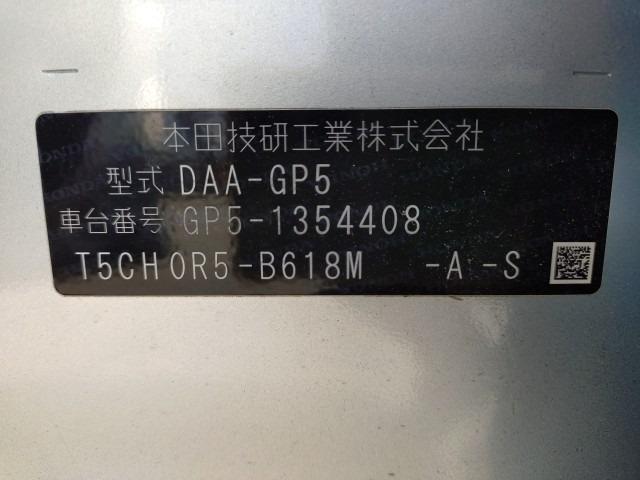 本田技研工業株式会社
型式 DAA-GP5
車台番号 GP5-1354408
T5CH0R5-B618M -A -S